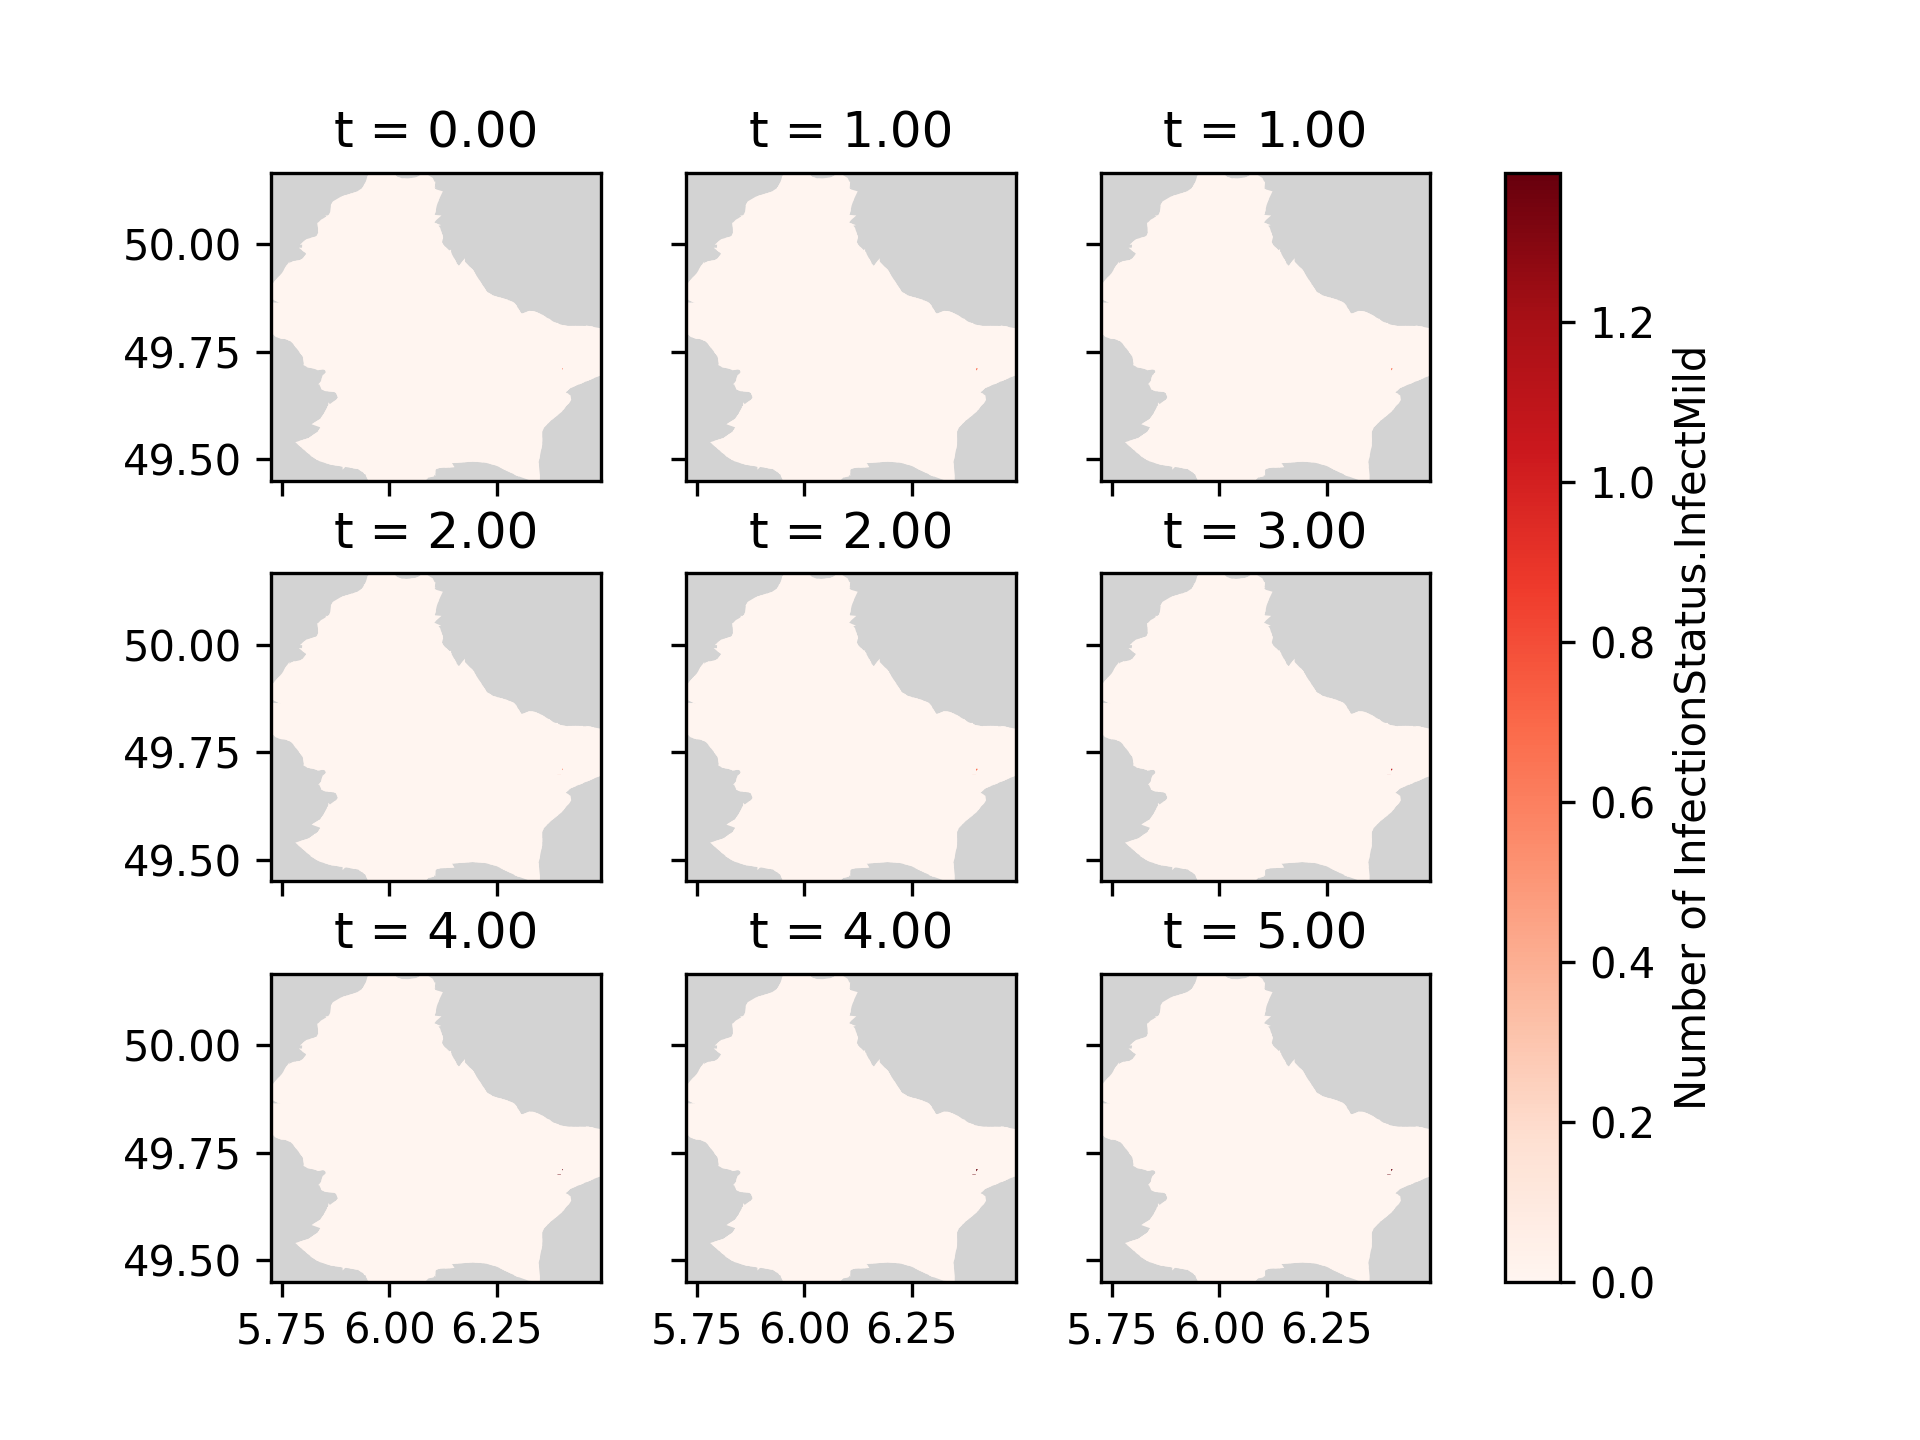 t = 0.00
t = 1.00
t = 1.00
50.00
49.75
49.50
t = 2.00
t = 2.00
t = 3.00
50.00
49.75
49.50
t = 4.00
t = 4.00
t = 5.00
50.00
49.75
49.50
5.75 6.00 6.25
5.75 6.00 6.25
5.75 6.00 6.25
1.2
1.0
0.8
0.6
0.4
0.2
0.0
Number of InfectionStatus.InfectMild